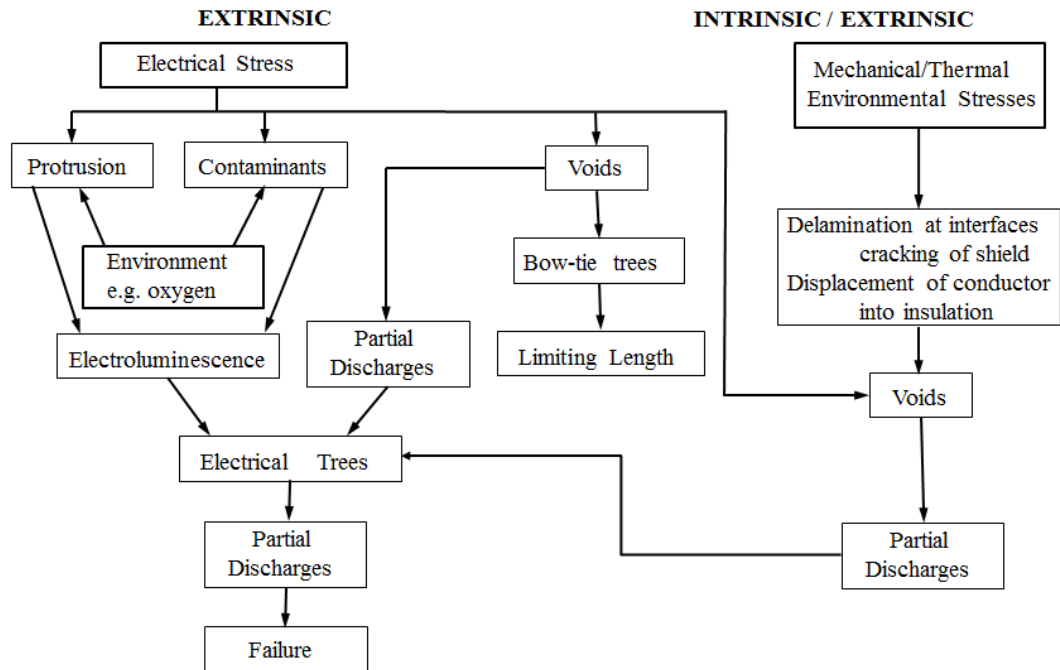 EXTRINSIC
INTRINSIC / EXTRINSIC
Electrical Stress
Mechanical/Thermal
Environmental Stresses
Protrusion
Contaminants
Voids
Environment
e.g. oxygen
Bow-tie trees
Delamination at interfaces
cracking of shield
Displacement of conductor
into insulation
Electroluminescence
Partial
Discharges
Limiting Length
Voids
Electrical Trees
Partial
Discharges
Partial
Discharges
Failure